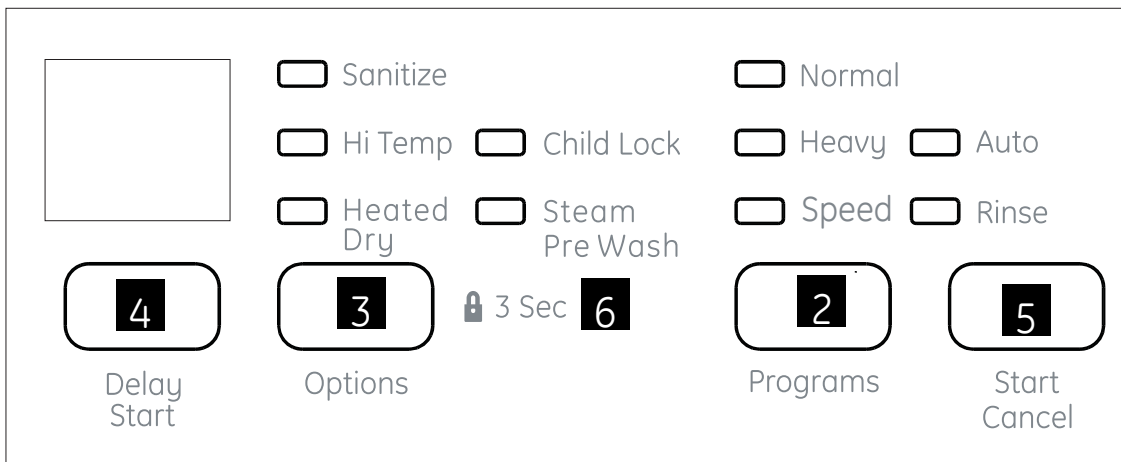 Sanitize
Normal
Hi Temp
Child Lock
Heavy
Auto
Heated
Dry
Steam
Pre Wash
Speed
Rinse
4
3
3 Sec
6
2
5
Delay
Start
Options
Programs
Start
Cancel